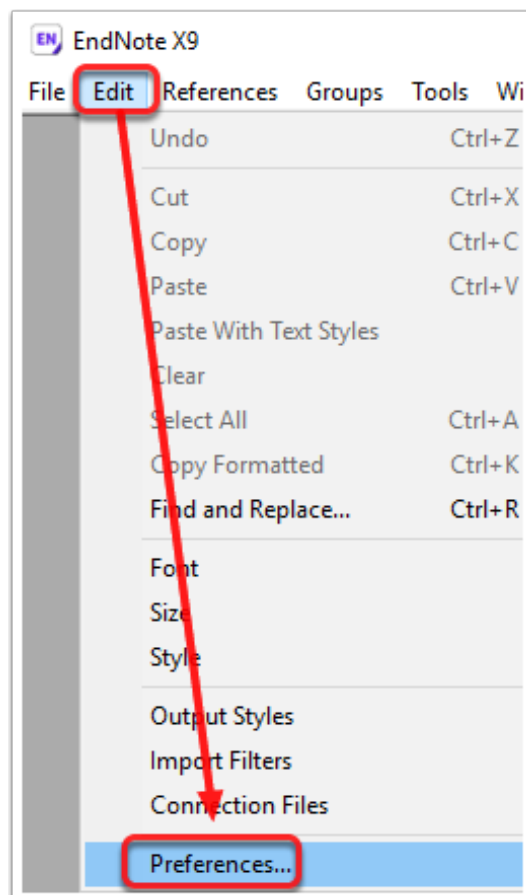 EN EndNote X9
File Edit References Groups Tools Wi
Undo Ctrl+Z
Cut Ctrl+X
Copy Ctrl+C
Paste Ctrl+V
Paste With Text Styles
Clear
Select All Ctrl+A
Copy Formatted Ctrl+K
Find and Replace... Ctrl+R
Font
Size
Style
Output Styles
Import Filters
Connection Files
Preferences...